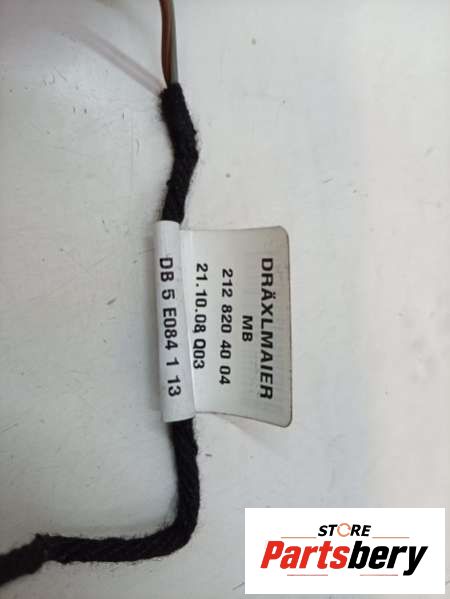 DRÄXLMAIER
MB
212 820 40 04
21.10.08 Q03
DB 5 E084 1 13
STORE
Partsbery